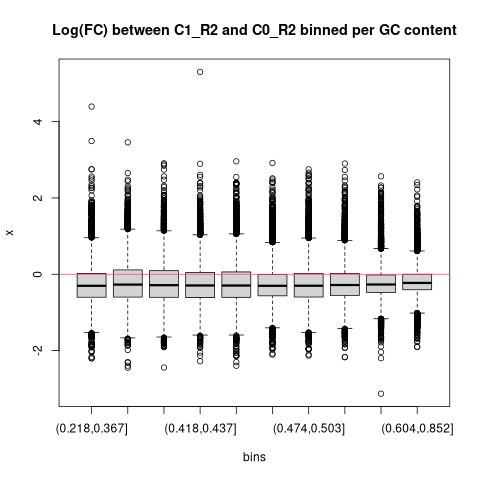 Log(FC) between C1_R2 and C0_R2 binned per GC content
x
4
2
0
-2
(0.218,0.367] (0.418,0.437] (0.474,0.503] (0.604,0.852]
bins